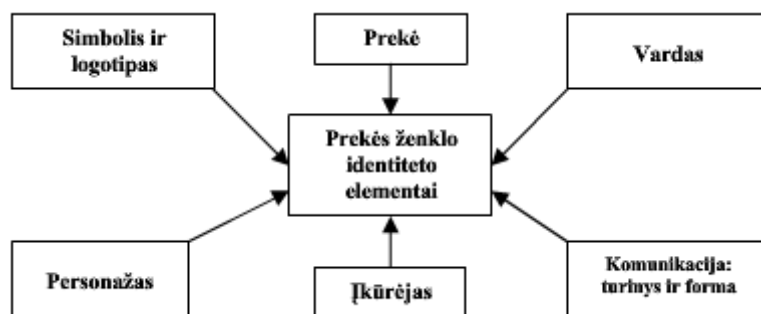 Simbolis ir
logotipas
Prekė
Vardas
Prekės ženklo
identiteto
elementai
Personažas
Įkūrėjas
Komunikacija:
turinys ir forma